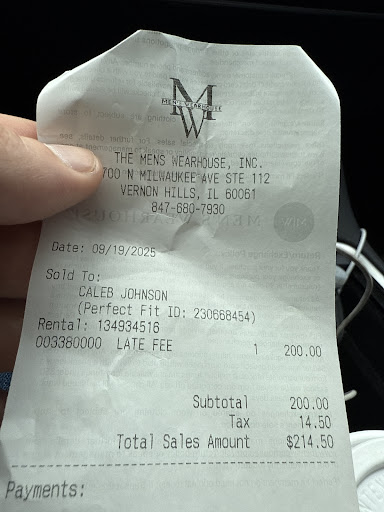 M
MEN'S WEARHOUSE
W
THE MENS WEARHOUSE, INC.
700 N MILWAUKEE AVE STE 112
VERNON HILLS, IL 60061
847-680-7930
Date: 09/19/2025
Sold To:
CALEB JOHNSON
(Perfect Fit ID: 230668454)
Rental: 134934516
003380000 LATE FEE 1 200.00
Subtotal 200.00
Tax 14.50
Total Sales Amount $214.50
Payments: